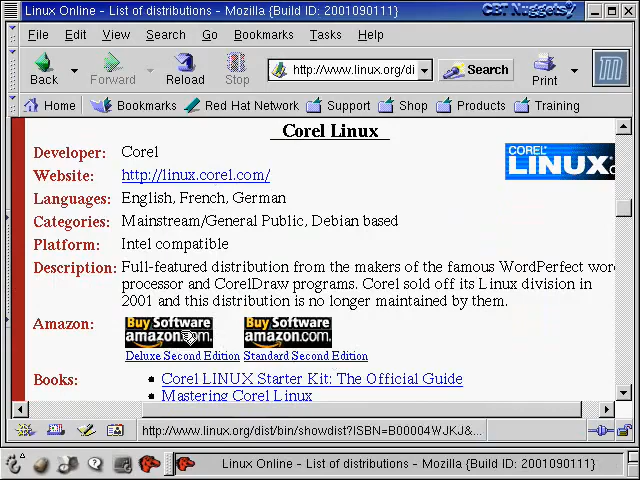 Linux Online - List of distributions - Mozilla {Build ID: 2001090111}
CBT Nuggets
File Edit View Search Go Bookmarks Tasks Help
Back Forward Reload Stop http://www.linux.org/di Search Print m
Home Bookmarks Red Hat Network Support Shop Products Training
Corel Linux
Developer: Corel
COREL
LINUX
Website: http://linux.corel.com/
Languages: English, French, German
Categories: Mainstream/General Public, Debian based
Platform: Intel compatible
Description: Full-featured distribution from the makers of the famous WordPerfect wor
processor and CorelDraw programs. Corel sold off its Linux division in
2001 and this distribution is no longer maintained by them.
Amazon: Buy Software Buy Software
amazon.com. amazon.com.
Deluxe Second Edition Standard Second Edition
Books: • Corel LINUX Starter Kit: The Official Guide
• Mastering Corel Linux
http://www.linux.org/dist/bin/showdist?ISBN=B00004WJKJ&...
Linux Online - List of distributions - Mozilla {Build ID: 2001090111}